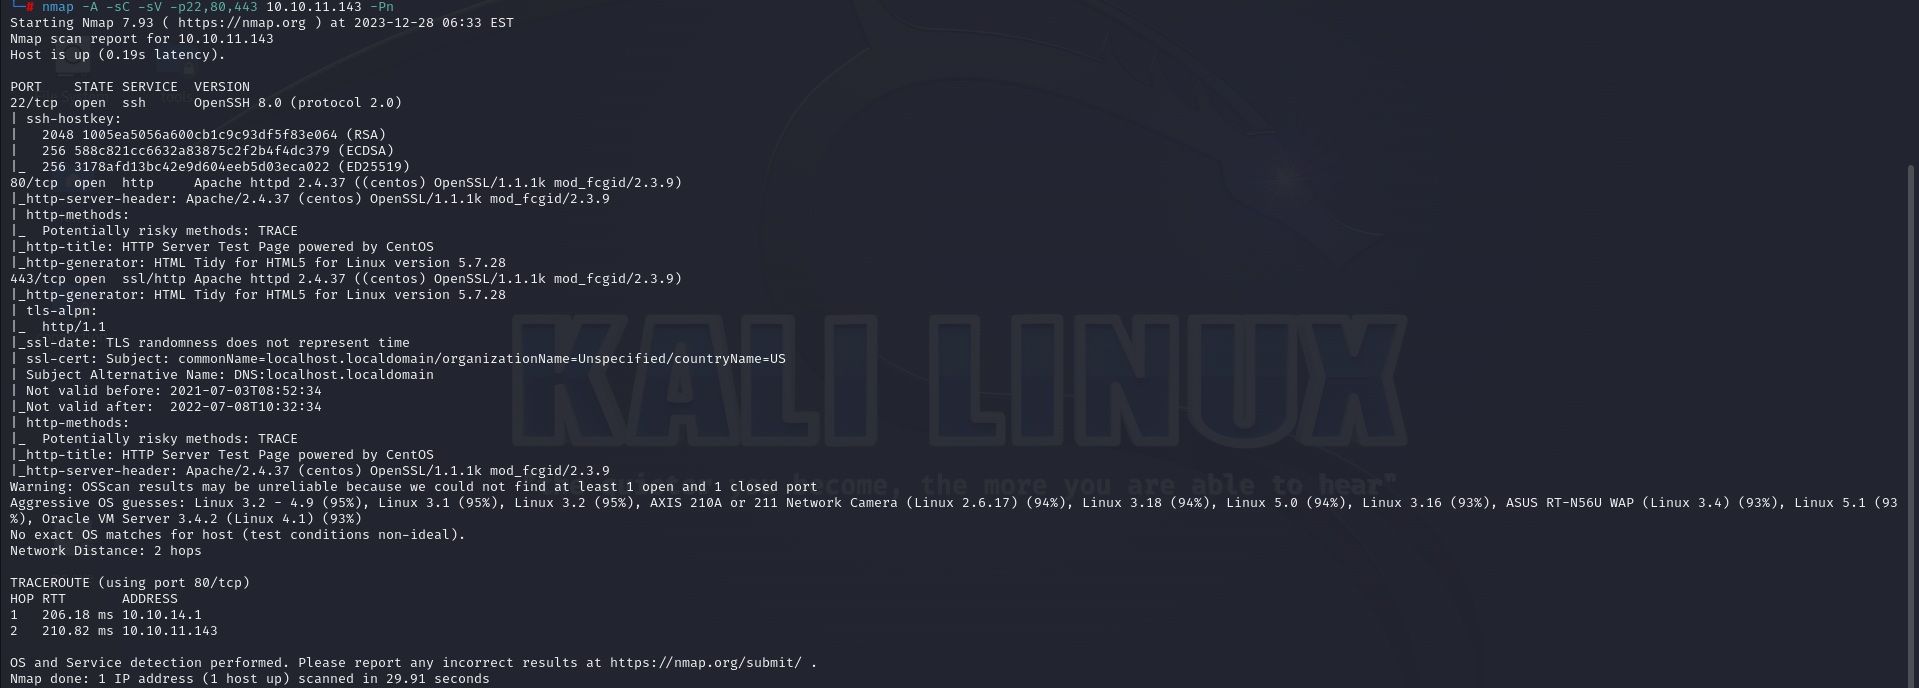 └─# nmap -A -sC -sV -p22,80,443 10.10.11.143 -Pn
Starting Nmap 7.93 ( https://nmap.org ) at 2023-12-28 06:33 EST
Nmap scan report for 10.10.11.143
Host is up (0.19s latency).
PORT    STATE SERVICE  VERSION
22/tcp  open  ssh      OpenSSH 8.0 (protocol 2.0)
| ssh-hostkey:
|   2048 1005ea5056a600cb1c9c93df5f83e064 (RSA)
|   256 588c821cc6632a83875c2f2b4f4dc379 (ECDSA)
|_  256 3178afd13bc42e9d604eeb5d03eca022 (ED25519)
80/tcp  open  http     Apache httpd 2.4.37 ((centos) OpenSSL/1.1.1k mod_fcgid/2.3.9)
|_http-server-header: Apache/2.4.37 (centos) OpenSSL/1.1.1k mod_fcgid/2.3.9
| http-methods:
|_  Potentially risky methods: TRACE
|_http-title: HTTP Server Test Page powered by CentOS
|_http-generator: HTML Tidy for HTML5 for Linux version 5.7.28
443/tcp open  ssl/http Apache httpd 2.4.37 ((centos) OpenSSL/1.1.1k mod_fcgid/2.3.9)
|_http-generator: HTML Tidy for HTML5 for Linux version 5.7.28
| tls-alpn:
|_  http/1.1
|_ssl-date: TLS randomness does not represent time
| ssl-cert: Subject: commonName=localhost.localdomain/organizationName=Unspecified/countryName=US
| Subject Alternative Name: DNS:localhost.localdomain
| Not valid before: 2021-07-03T08:52:34
|_Not valid after:  2022-07-08T10:32:34
| http-methods:
|_  Potentially risky methods: TRACE
|_http-title: HTTP Server Test Page powered by CentOS
|_http-server-header: Apache/2.4.37 (centos) OpenSSL/1.1.1k mod_fcgid/2.3.9
Warning: OSScan results may be unreliable because we could not find at least 1 open and 1 closed port
Aggressive OS guesses: Linux 3.2 - 4.9 (95%), Linux 3.1 (95%), Linux 3.2 (95%), AXIS 210A or 211 Network Camera (Linux 2.6.17) (94%), Linux 3.18 (94%), Linux 5.0 (94%), Linux 3.16 (93%), ASUS RT-N56U WAP (Linux 3.4) (93%), Linux 5.1 (93
%), Oracle VM Server 3.4.2 (Linux 4.1) (93%)
No exact OS matches for host (test conditions non-ideal).
Network Distance: 2 hops
TRACEROUTE (using port 80/tcp)
HOP RTT       ADDRESS
1   206.18 ms 10.10.14.1
2   210.82 ms 10.10.11.143
OS and Service detection performed. Please report any incorrect results at https://nmap.org/submit/ .
Nmap done: 1 IP address (1 host up) scanned in 29.91 seconds
KALI LINUX
become, the more you are able to hear"